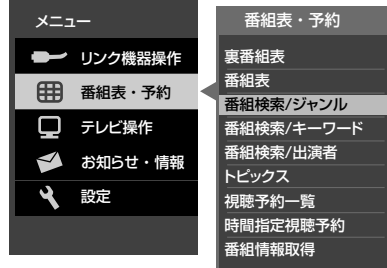 メニュー
リンク機器操作
番組表・予約
テレビ操作
お知らせ・情報
設定
番組表・予約
裏番組表
番組表
番組検索/ジャンル
番組検索/キーワード
番組検索/出演者
トピックス
視聴予約一覧
時間指定視聴予約
番組情報取得